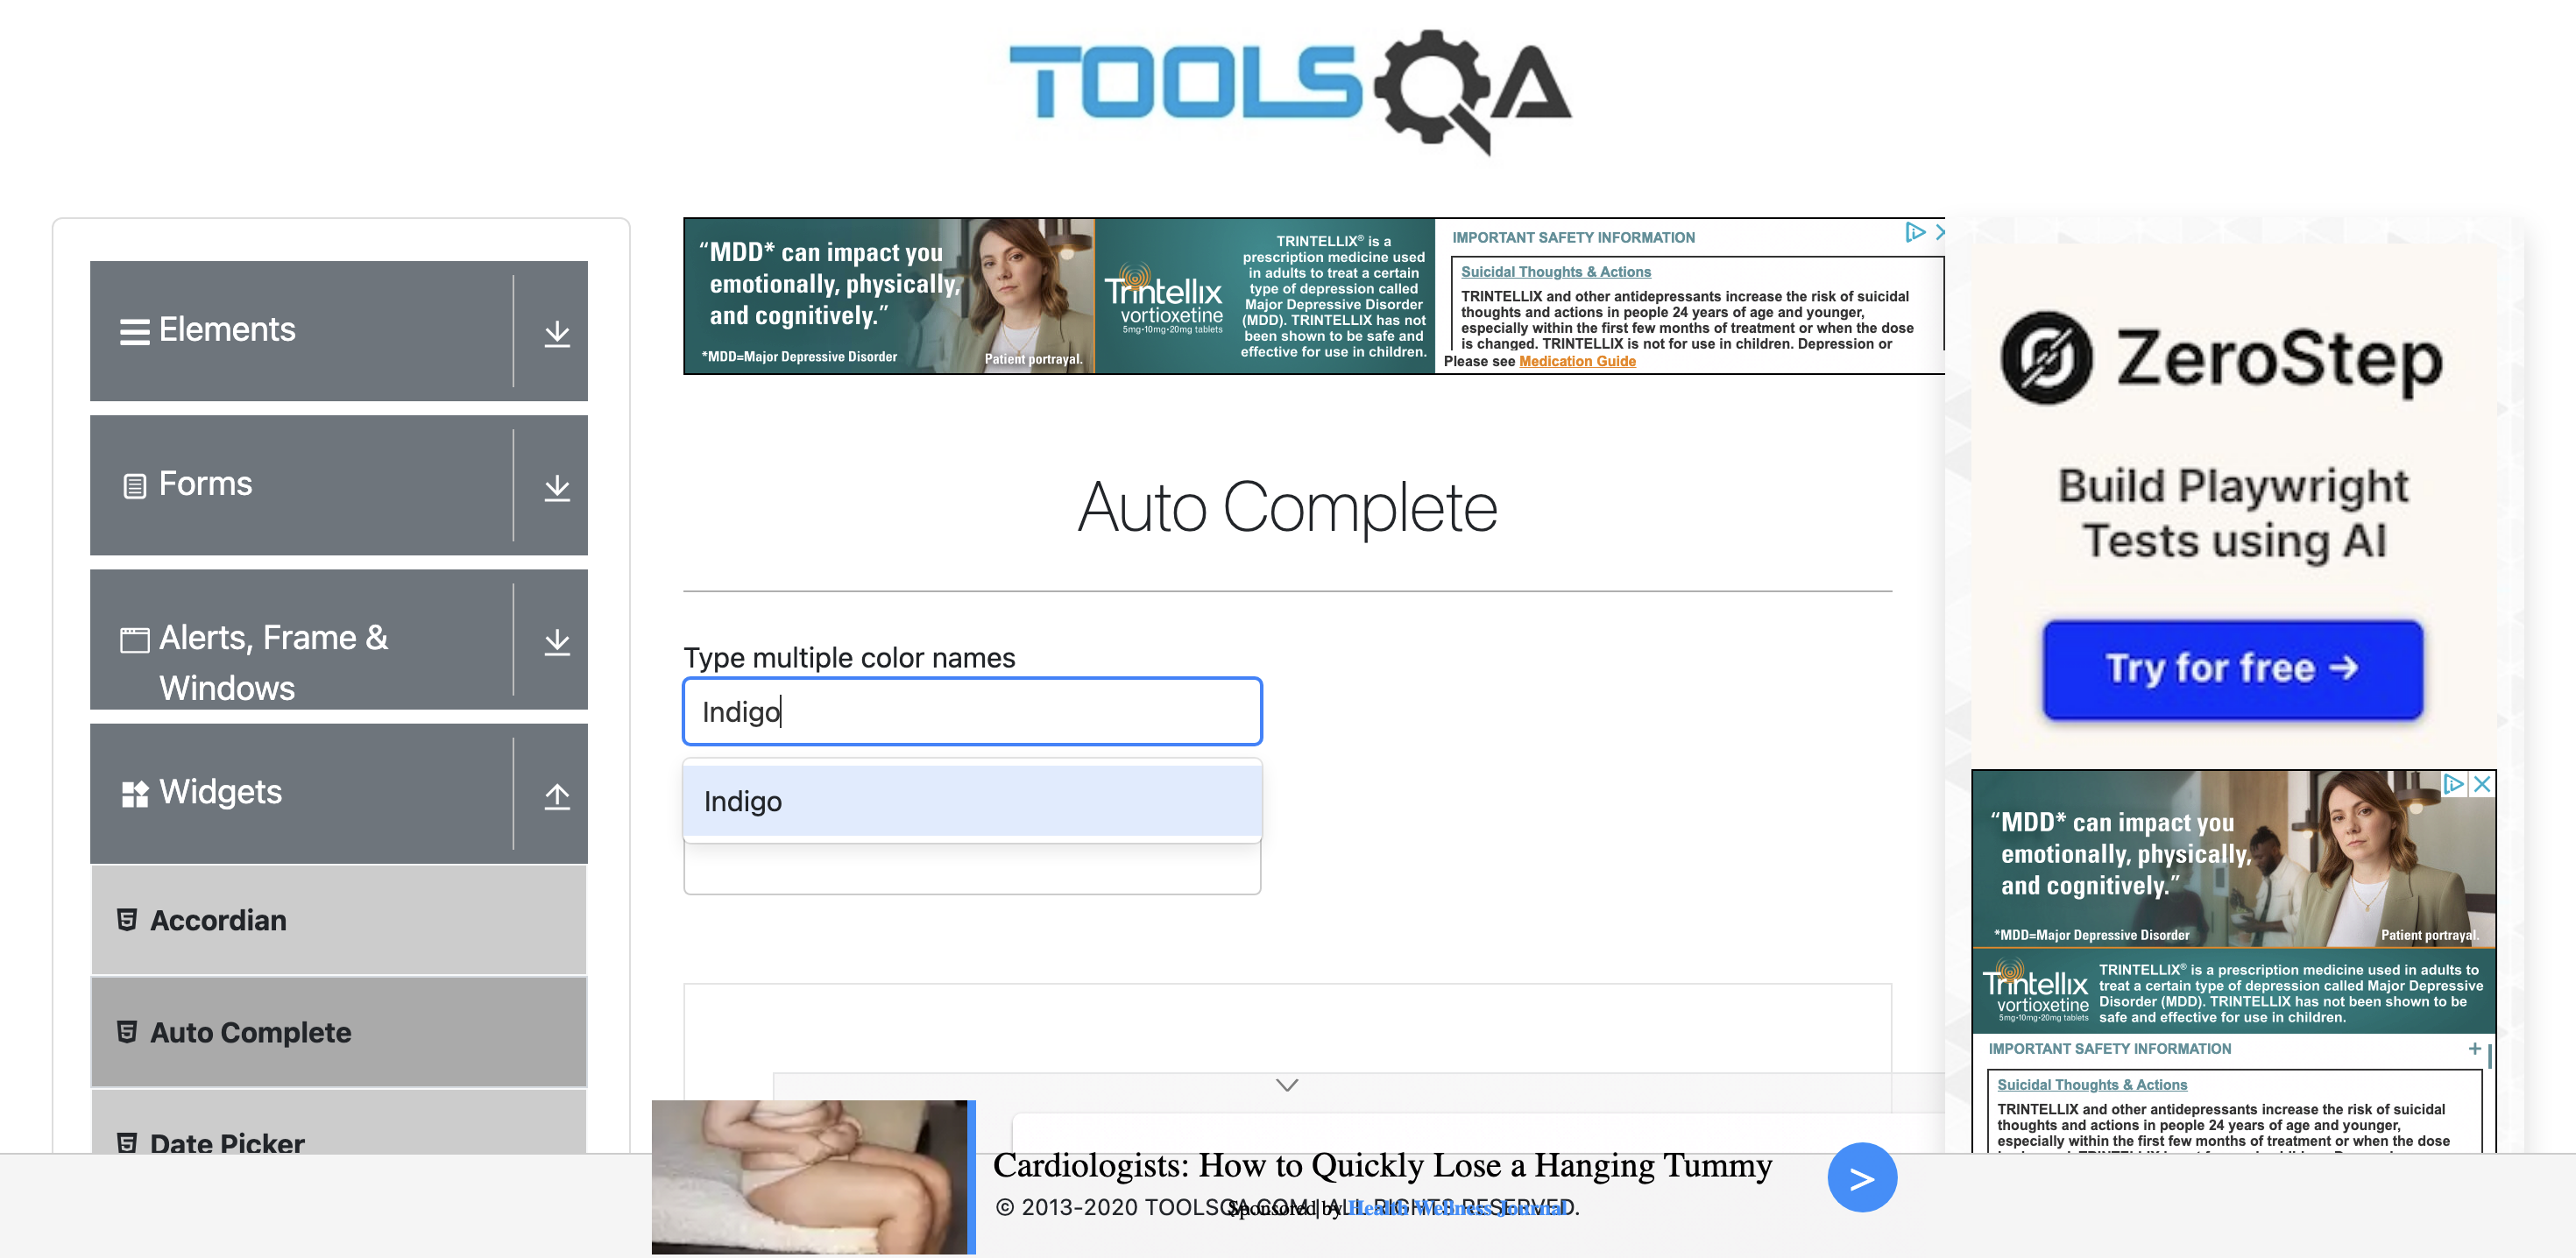 TOOLSQA
Elements
Forms
Alerts, Frame &
Windows
Widgets
Accordian
Auto Complete
Date Picker
“MDD* can impact you
emotionally, physically,
and cognitively.”
*MDD=Major Depressive Disorder
Patient portrayal.
Trintellix
vortioxetine
5mg•10mg•20mg tablets
TRINTELLIX® is a
prescription medicine used
in adults to treat a certain
type of depression called
Major Depressive Disorder
(MDD). TRINTELLIX has not
been shown to be safe and
effective for use in children.
IMPORTANT SAFETY INFORMATION
Suicidal Thoughts & Actions
TRINTELLIX and other antidepressants increase the risk of suicidal
thoughts and actions in people 24 years of age and younger,
especially within the first few months of treatment or when the dose
is changed. TRINTELLIX is not for use in children. Depression or
Please see Medication Guide
Auto Complete
Type multiple color names
Indigo
Indigo
ZeroStep
Build Playwright
Tests using AI
Try for free →
“MDD* can impact you
emotionally, physically,
and cognitively.”
*MDD=Major Depressive Disorder
Patient portrayal.
Trintellix
vortioxetine
5mg•10mg•20mg tablets
TRINTELLIX® is a prescription medicine used in adults to
treat a certain type of depression called Major Depressive
Disorder (MDD). TRINTELLIX has not been shown to be
safe and effective for use in children.
IMPORTANT SAFETY INFORMATION
Suicidal Thoughts & Actions
TRINTELLIX and other antidepressants increase the risk of suicidal
thoughts and actions in people 24 years of age and younger,
especially within the first few months of treatment or when the dose
Cardiologists: How to Quickly Lose a Hanging Tummy
© 2013-2020 TOOLSQA.COM | ALL RIGHTS RESERVED.
Sponsored by Health Wellness Journal